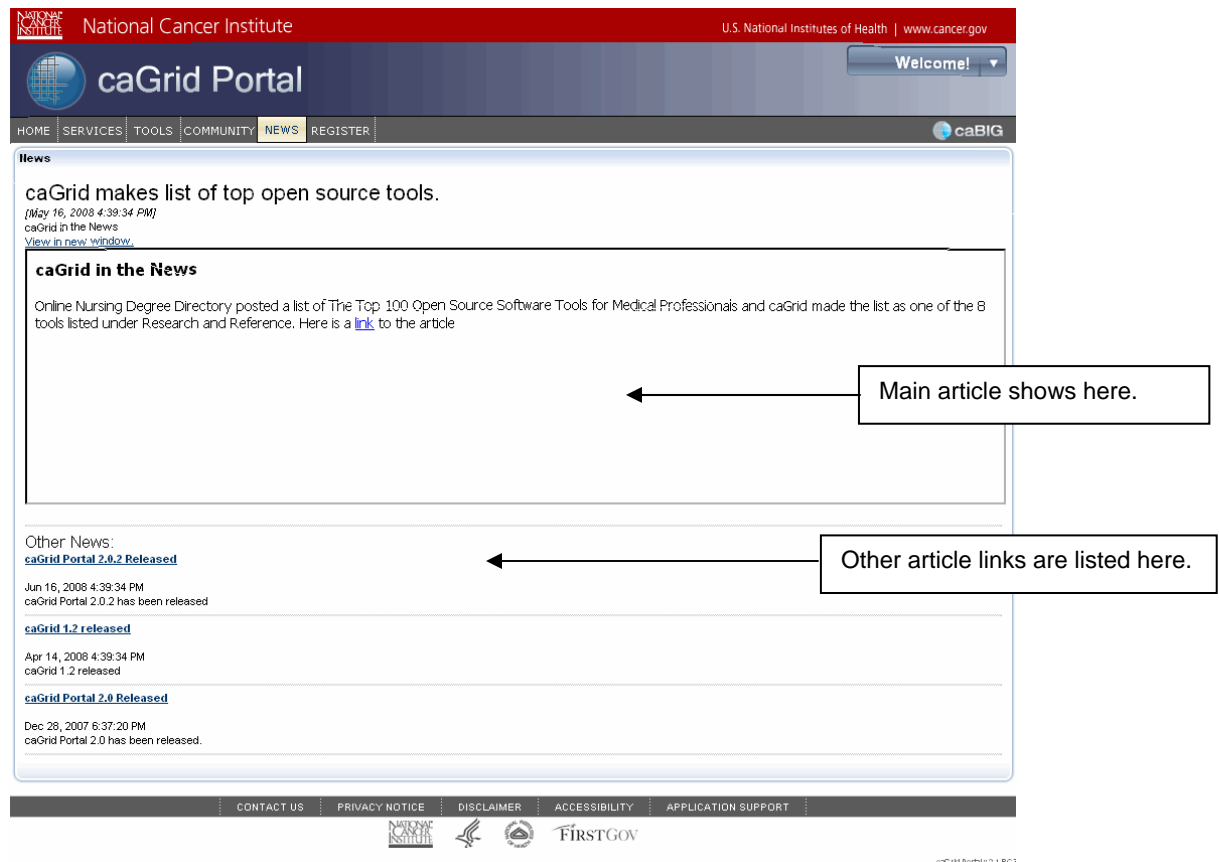 NATIONAL CANCER INSTITUTE
National Cancer Institute
U.S. National Institutes of Health | www.cancer.gov
caGrid Portal
Welcome!
HOME SERVICES TOOLS COMMUNITY NEWS REGISTER
caBIG
News
caGrid makes list of top open source tools.
[May 16, 2008 4:39:34 PM]
caGrid in the News
View in new window.
caGrid in the News
Online Nursing Degree Directory posted a list of The Top 100 Open Source Software Tools for Medical Professionals and caGrid made the list as one of the 8
tools listed under Research and Reference. Here is a link to the article
Main article shows here.
Other News:
caGrid Portal 2.0.2 Released
Other article links are listed here.
Jun 16, 2008 4:39:34 PM
caGrid Portal 2.0.2 has been released
caGrid 1.2 released
Apr 14, 2008 4:39:34 PM
caGrid 1.2 released
caGrid Portal 2.0 Released
Dec 28, 2007 6:37:20 PM
caGrid Portal 2.0 has been released.
CONTACT US PRIVACY NOTICE DISCLAIMER ACCESSIBILITY APPLICATION SUPPORT
NATIONAL CANCER INSTITUTE
FIRSTGOV